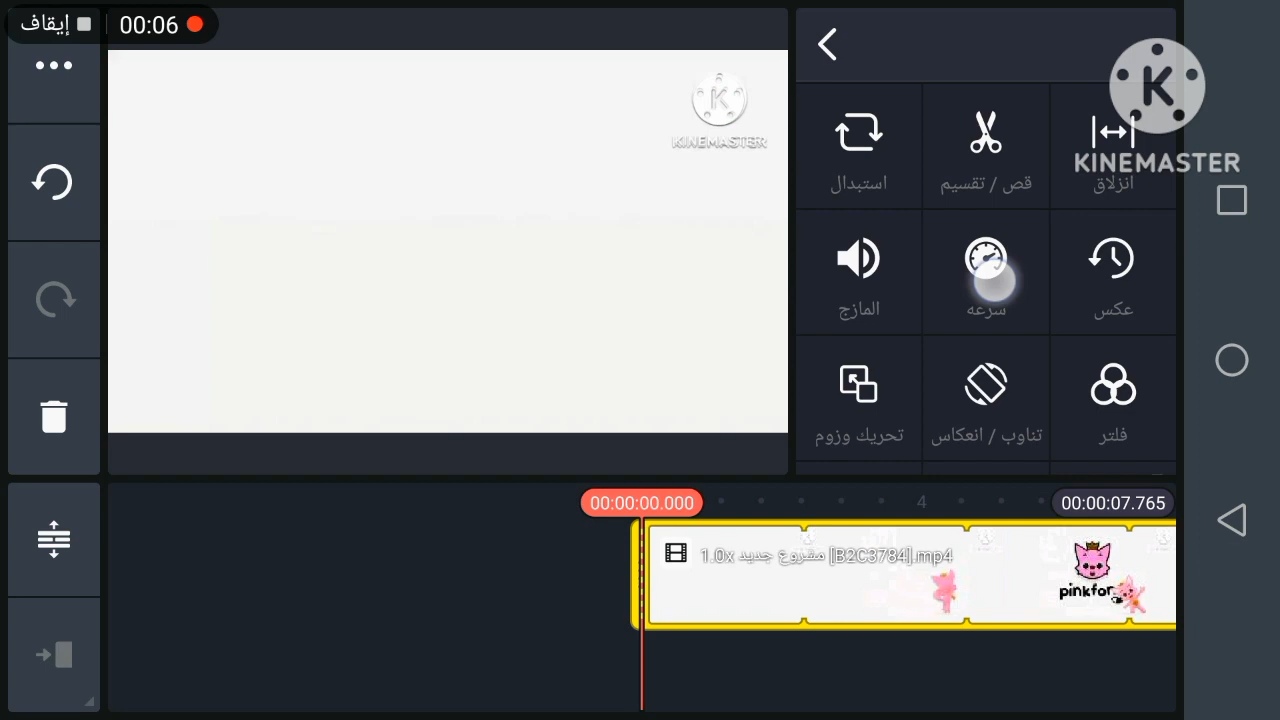 إيقاف
00:06
KINEMASTER
KINEMASTER
استبدال
قص / تقسيم
انزلاق
المازج
سرعه
عكس
تحريك وزوم
تناوب / انعكاس
فلتر
00:00:00.000
4
00:00:07.765
1.0x مشروع جديد [B2C3784].mp4
pinkfo